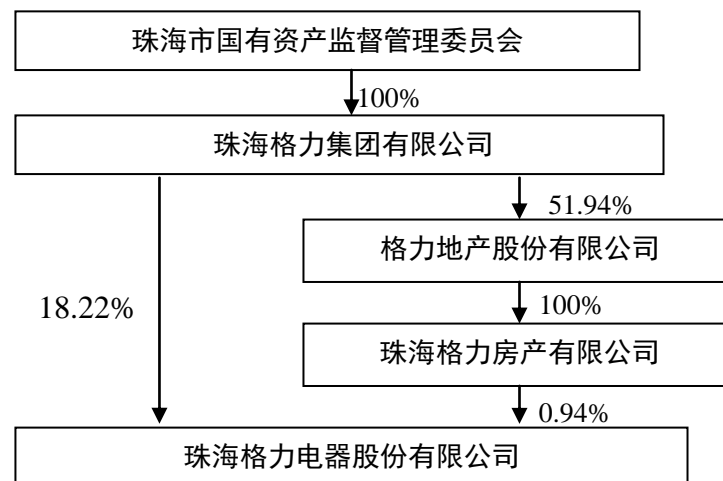 珠海市国有资产监督管理委员会
100%
珠海格力集团有限公司
51.94%
格力地产股份有限公司
18.22%
100%
珠海格力房产有限公司
0.94%
珠海格力电器股份有限公司